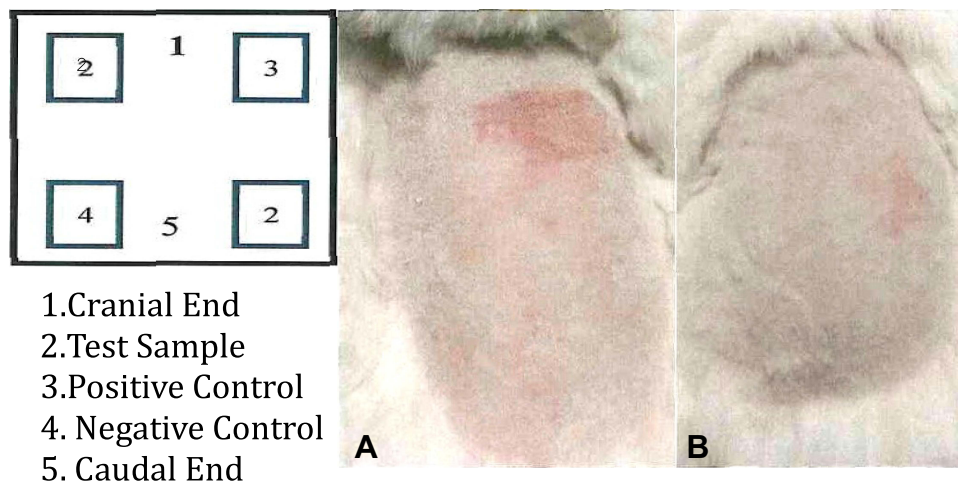 2 1 3
4 5 2
1.Cranial End
2.Test Sample
3.Positive Control
4. Negative Control
5. Caudal End
A B